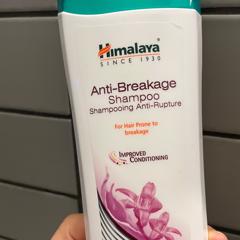 Himalaya
SINCE 1930
Anti-Breakage
Shampoo
Shampooing Anti-Rupture
For Hair Prone to
breakage
IMPROVED
CONDITIONING